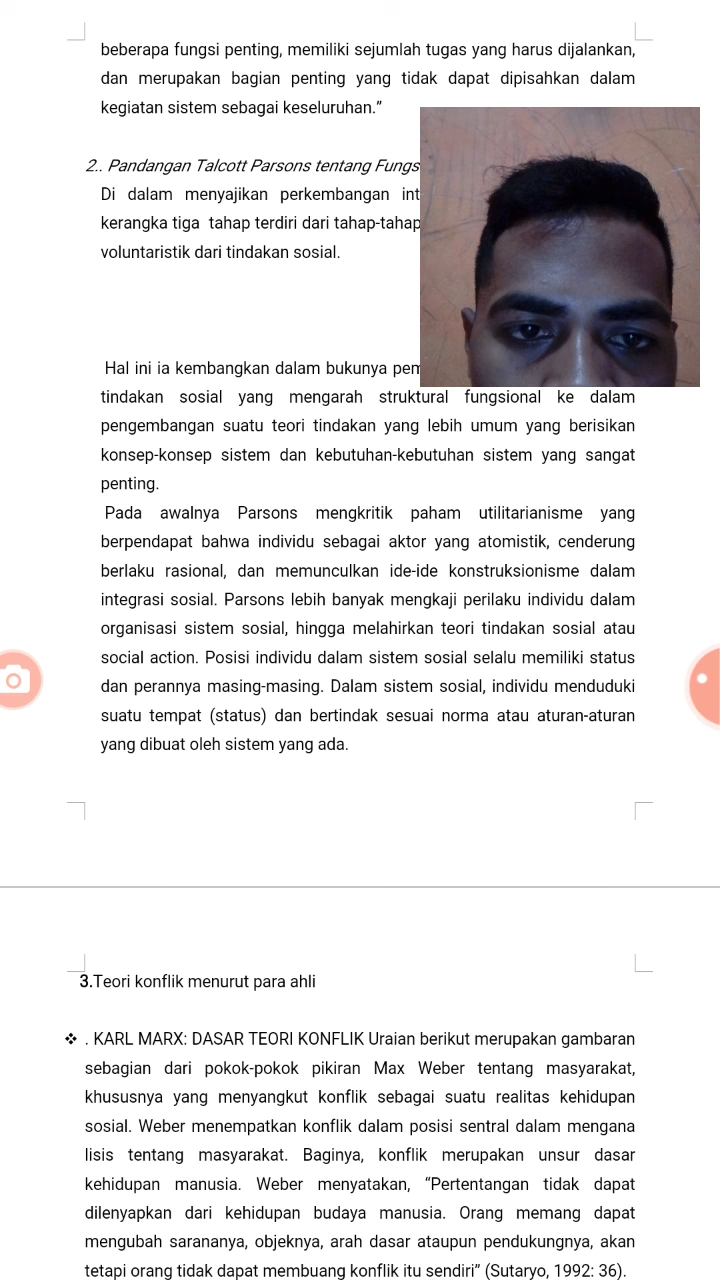 beberapa fungsi penting, memiliki sejumlah tugas yang harus dijalankan,
dan merupakan bagian penting yang tidak dapat dipisahkan dalam
kegiatan sistem sebagai keseluruhan.”
2.. Pandangan Talcott Parsons tentang Fungs
Di dalam menyajikan perkembangan int
kerangka tiga tahap terdiri dari tahap-tahap
voluntaristik dari tindakan sosial.
Hal ini ia kembangkan dalam bukunya pem
tindakan sosial yang mengarah struktural fungsional ke dalam
pengembangan suatu teori tindakan yang lebih umum yang berisikan
konsep-konsep sistem dan kebutuhan-kebutuhan sistem yang sangat
penting.
Pada awalnya Parsons mengkritik paham utilitarianisme yang
berpendapat bahwa individu sebagai aktor yang atomistik, cenderung
berlaku rasional, dan memunculkan ide-ide konstruksionisme dalam
integrasi sosial. Parsons lebih banyak mengkaji perilaku individu dalam
organisasi sistem sosial, hingga melahirkan teori tindakan sosial atau
social action. Posisi individu dalam sistem sosial selalu memiliki status
dan perannya masing-masing. Dalam sistem sosial, individu menduduki
suatu tempat (status) dan bertindak sesuai norma atau aturan-aturan
yang dibuat oleh sistem yang ada.
3.Teori konflik menurut para ahli
❖ . KARL MARX: DASAR TEORI KONFLIK Uraian berikut merupakan gambaran
sebagian dari pokok-pokok pikiran Max Weber tentang masyarakat,
khususnya yang menyangkut konflik sebagai suatu realitas kehidupan
sosial. Weber menempatkan konflik dalam posisi sentral dalam mengana
lisis tentang masyarakat. Baginya, konflik merupakan unsur dasar
kehidupan manusia. Weber menyatakan, “Pertentangan tidak dapat
dilenyapkan dari kehidupan budaya manusia. Orang memang dapat
mengubah sarananya, objeknya, arah dasar ataupun pendukungnya, akan
tetapi orang tidak dapat membuang konflik itu sendiri” (Sutaryo, 1992: 36).